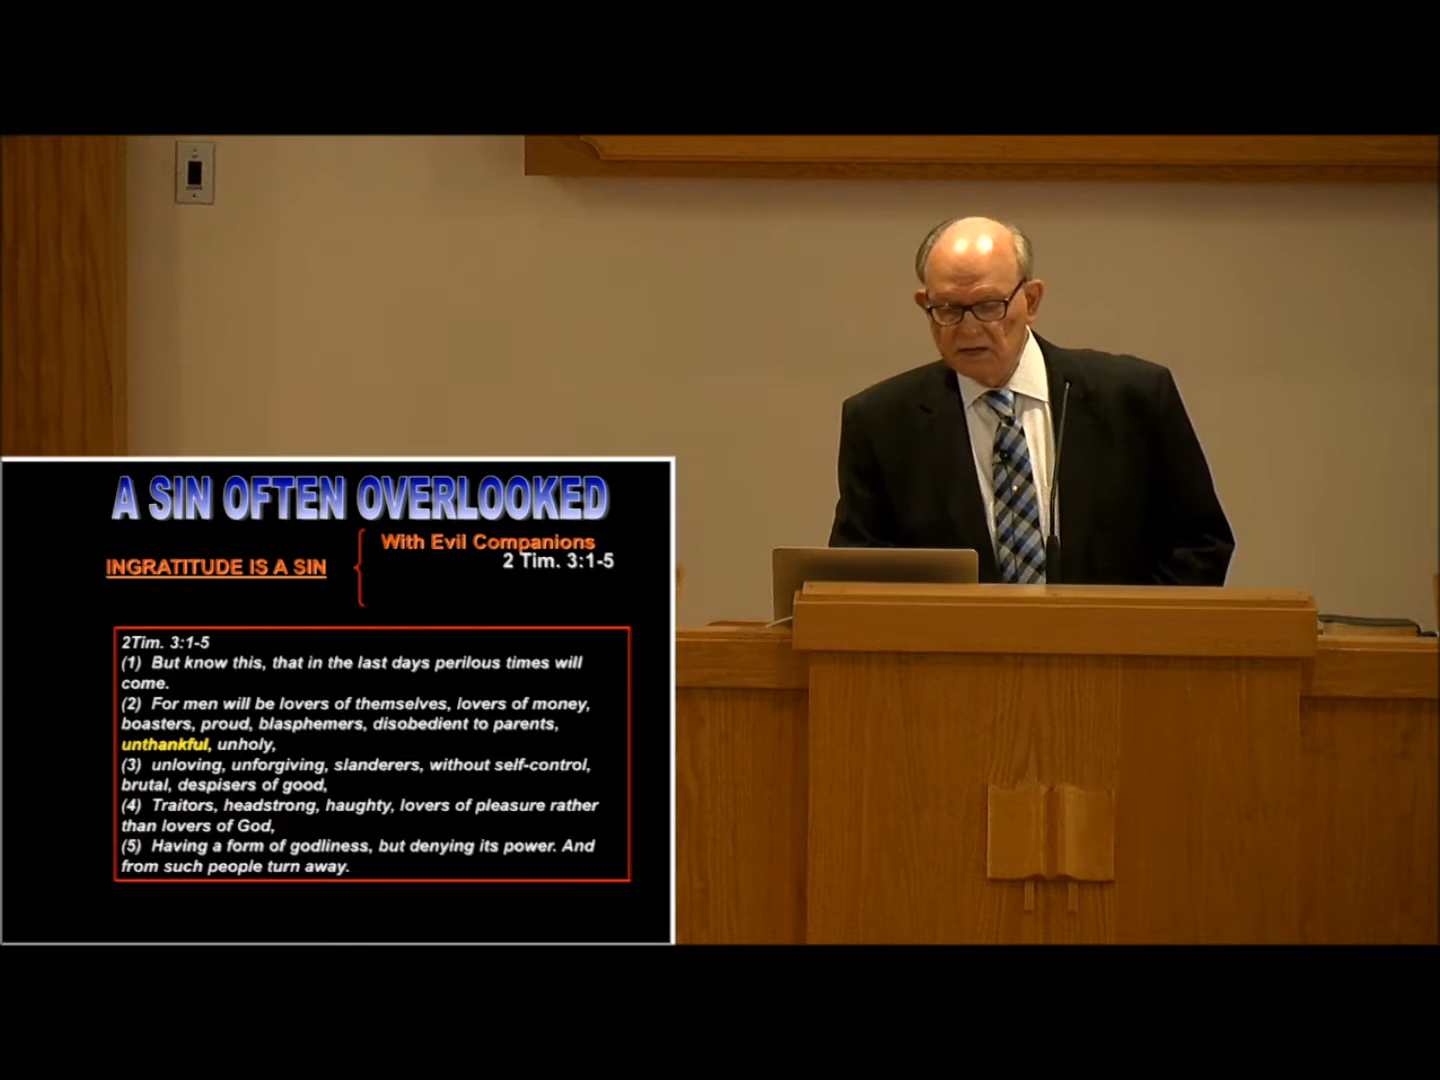 A SIN OFTEN OVERLOOKED
With Evil Companions
2 Tim. 3:1-5
INGRATITUDE IS A SIN
2Tim. 3:1-5
(1) But know this, that in the last days perilous times will
come.
(2) For men will be lovers of themselves, lovers of money,
boasters, proud, blasphemers, disobedient to parents,
unthankful, unholy,
(3) unloving, unforgiving, slanderers, without self-control,
brutal, despisers of good,
(4) Traitors, headstrong, haughty, lovers of pleasure rather
than lovers of God,
(5) Having a form of godliness, but denying its power. And
from such people turn away.